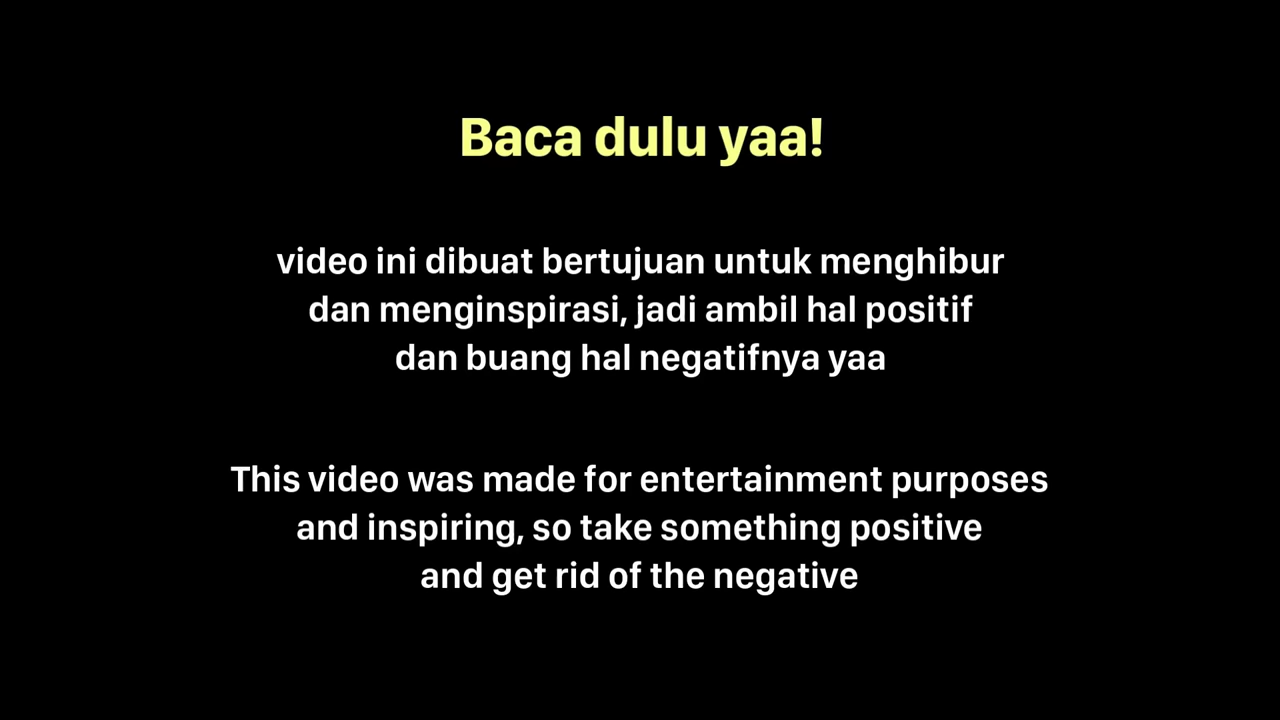 Baca dulu yaa!
video ini dibuat bertujuan untuk menghibur
dan menginspirasi, jadi ambil hal positif
dan buang hal negatifnya yaa
This video was made for entertainment purposes
and inspiring, so take something positive
and get rid of the negative